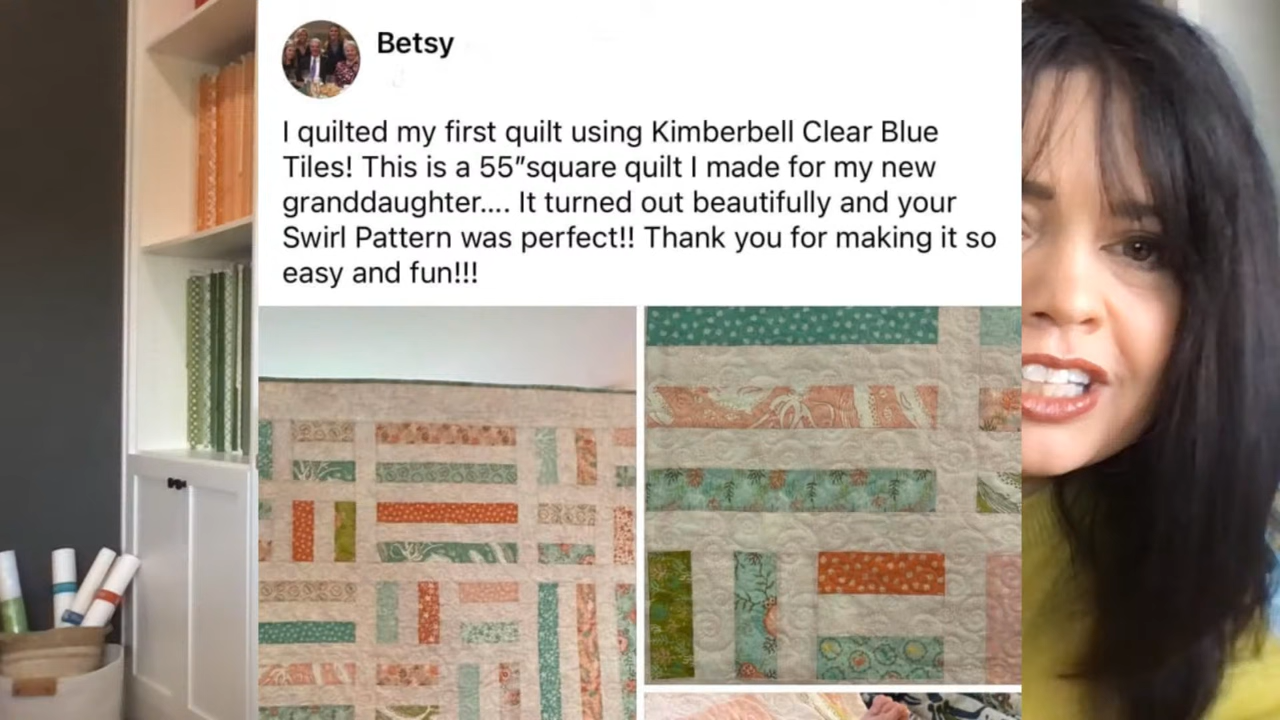 Betsy
I quilted my first quilt using Kimberbell Clear Blue
Tiles! This is a 55"square quilt I made for my new
granddaughter.... It turned out beautifully and your
Swirl Pattern was perfect!! Thank you for making it so
easy and fun!!!